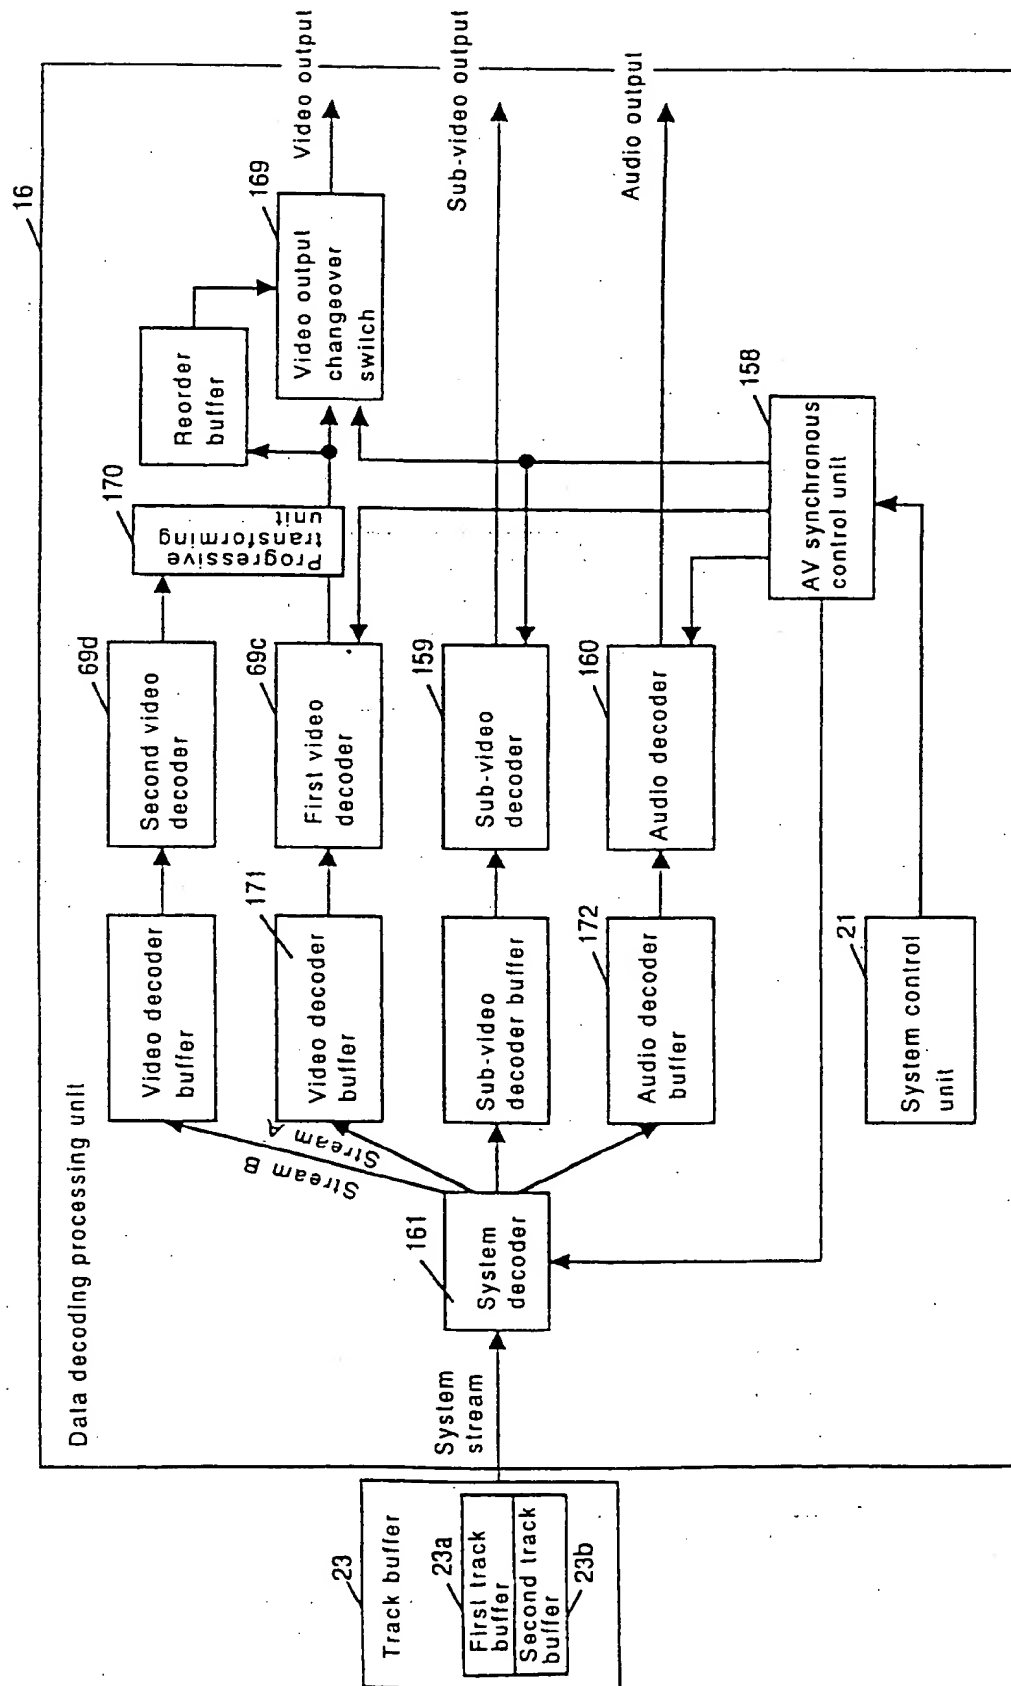 16
Data decoding processing unit
23
Track buffer
23a
First track
buffer
Second track
buffer
23b
System
stream
161
System
decoder
Stream B
Stream A
Video decoder
buffer
171
Video decoder
buffer
Sub-video
decoder buffer
172
Audio decoder
buffer
69d
Second video
decoder
69c
First video
decoder
159
Sub-video
decoder
160
Audio decoder
170
Progressive
transforming
unit
Reorder
buffer
169
Video output
changeover
switch
Video output
Sub-video output
Audio output
158
AV synchronous
control unit
21
System control
unit